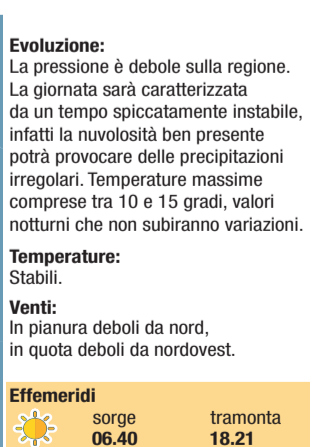 Evoluzione:
La pressione è debole sulla regione.
La giornata sarà caratterizzata
da un tempo spiccatamente instabile,
infatti la nuvolosità ben presente
potrà provocare delle precipitazioni
irregolari. Temperature massime
comprese tra 10 e 15 gradi, valori
notturni che non subiranno variazioni.
Temperature:
Stabili.
Venti:
In pianura deboli da nord,
in quota deboli da nordovest.
Effemeridi
sorge tramonta
06.40 18.21